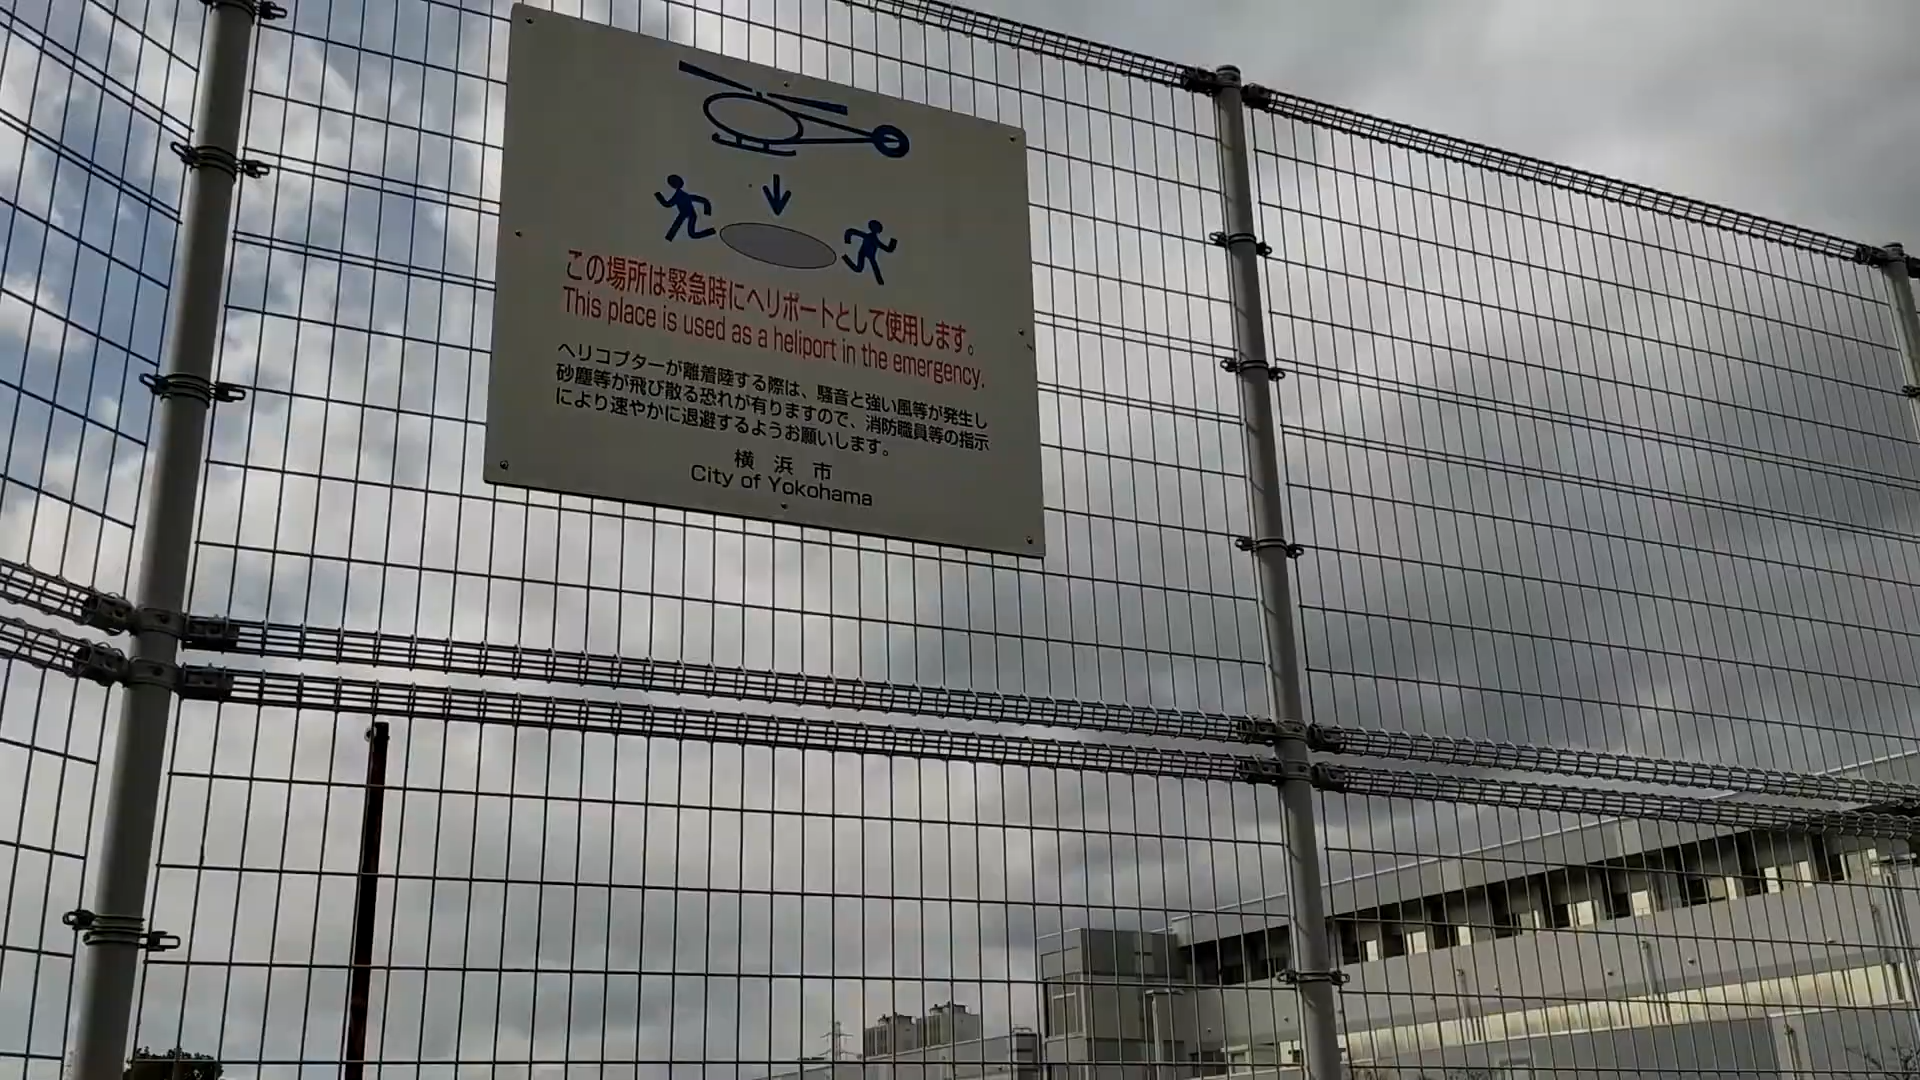 この場所は緊急時にヘリポートとして使用します。
This place is used as a heliport in the emergency.
ヘリコプターが離着陸する際は、騒音と強い風等が発生し
砂塵等が飛び散る恐れが有りますので、消防職員等の指示
により速やかに退避するようお願いします。
横 浜 市
City of Yokohama